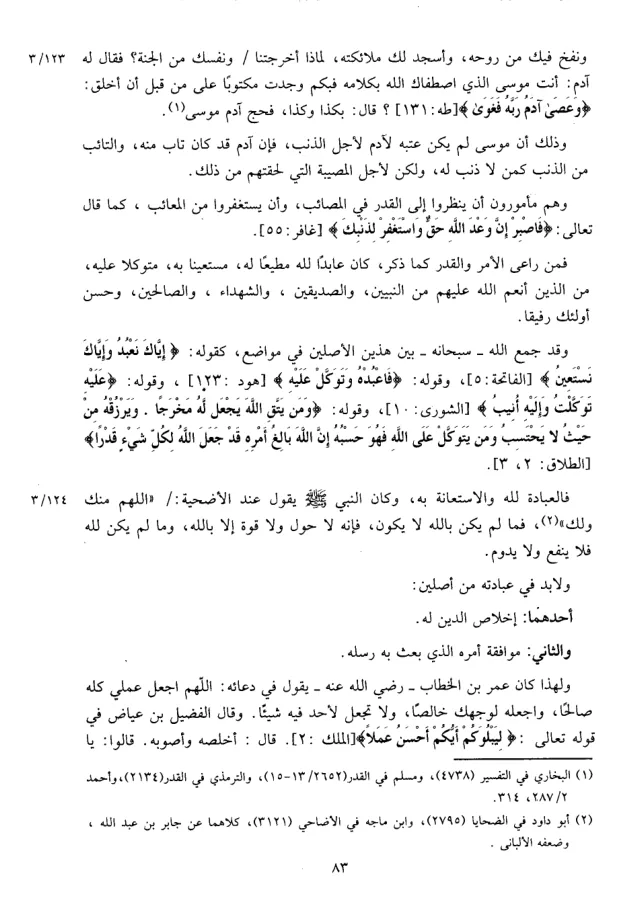 ونفخ فيك من روحه، وأسجد لك ملائكته، لماذا أخرجتنا / ونفسك من الجنة؟ فقال له ٣/١٢٣
آدم: أنت موسى الذي اصطفاك الله بكلامه فبكم وجدت مكتوبًا على من قبل أن أخلق:
﴿وَعَصَىٰ آدَمُ رَبَّهُ فَغَوَىٰ﴾[طه: ١٣١] ؟ قال: بكذا وكذا، فحج آدم موسى(١).
وذلك أن موسى لم يكن عتبه لآدم لأجل الذنب، فإن آدم قد كان تاب منه، والتائب
من الذنب كمن لا ذنب له، ولكن لأجل المصيبة التي لحقتهم من ذلك.
وهم مأمورون أن ينظروا إلى القدر في المصائب، وأن يستغفروا من المعائب ، كما قال
تعالى: ﴿فَاصْبِرْ إِنَّ وَعْدَ اللَّهِ حَقٌّ وَاسْتَغْفِرْ لِذَنْبِكَ ﴾ [غافر: ٥٥].
فمن راعى الأمر والقدر كما ذكر، كان عابدًا لله مطيعًا له، مستعينا به، متوكلا عليه،
من الذين أنعم الله عليهم من النبيين، والصديقين ، والشهداء ، والصالحين، وحسن
أولئك رفيقا.
وقد جمع الله ـ سبحانه ـ بين هذين الأصلين في مواضع، كقوله: ﴿ إِيَّاكَ نَعْبُدُ وَإِيَّاكَ
نَسْتَعِينُ ﴾ [الفاتحة: ٥]، وقوله: ﴿فَاعْبُدْهُ وَتَوَكَّلْ عَلَيْهِ ﴾ [هود :١٢٣] ، وقوله: ﴿عَلَيْهِ
تَوَكَّلْتُ وَإِلَيْهِ أُنِيبُ ﴾ [الشورى: ١٠]، وقوله: ﴿وَمَن يَتَّقِ اللَّهَ يَجْعَل لَّهُ مَخْرَجًا . وَيَرْزُقْهُ مِنْ
حَيْثُ لا يَحْتَسِبُ وَمَن يَتَوَكَّلْ عَلَى اللَّهِ فَهُوَ حَسْبُهُ إِنَّ اللَّهَ بَالِغُ أَمْرِهِ قَدْ جَعَلَ اللَّهُ لِكُلِّ شَيْءٍ قَدْرًا﴾
[الطلاق: ٢، ٣].
فالعبادة لله والاستعانة به، وكان النبي ﷺ يقول عند الأضحية:/ «اللهم منك ٣/١٢٤
ولك»(٢)، فما لم يكن بالله لا يكون، فإنه لا حول ولا قوة إلا بالله، وما لم يكن لله
فلا ينفع ولا يدوم.
ولابد في عبادته من أصلين:
أحدهما: إخلاص الدين له.
والثاني: موافقة أمره الذي بعث به رسله.
ولهذا كان عمر بن الخطاب ـ رضي الله عنه ـ يقول في دعائه: اللّهم اجعل عملي كله
صالحًا، واجعله لوجهك خالصًا، ولا تجعل لأحد فيه شيئًا. وقال الفضيل بن عياض في
قوله تعالى :﴿ لِيَبْلُوَكُمْ أَيُّكُمْ أَحْسَنُ عَمَلاً﴾[الملك :٢]. قال : أخلصه وأصوبه. قالوا: يا
(١) البخاري في التفسير (٤٧٣٨)، ومسلم في القدر(٢٦٥٢/ ١٣-١٥)، والترمذي في القدر(٢١٣٤)،وأحمد
٢/ ٢٨٧، ٣١٤.
(٢) أبو داود في الضحايا (٢٧٩٥)، وابن ماجه في الأضاحي (٣١٢١)، كلاهما عن جابر بن عبد الله ،
وضعفه الألبانى .
٨٣